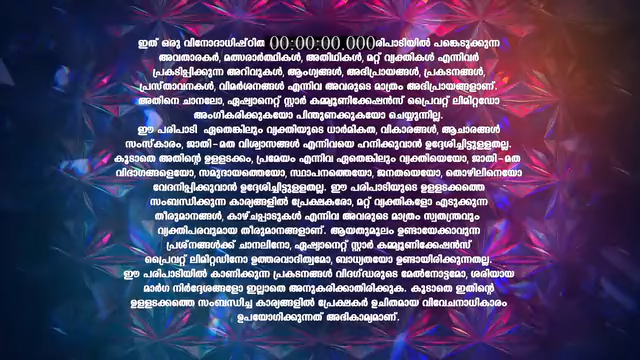 ഇത് ഒരു വിനോദാധിഷ്ഠിത 00:00:00.000 രിപാടിയിൽ പങ്കെടുക്കുന്ന
അവതാരകർ, മത്സരാർത്ഥികൾ, അതിഥികൾ, മറ്റ് വ്യക്തികൾ എന്നിവർ
പ്രകടിപ്പിക്കുന്ന അറിവുകൾ, ആംഗ്യങ്ങൾ, അഭിപ്രായങ്ങൾ, പ്രകടനങ്ങൾ,
പ്രസ്താവനകൾ, വിമർശനങ്ങൾ എന്നിവ അവരുടെ മാത്രം അഭിപ്രായങ്ങളാണ്.
അതിനെ ചാനലോ, ഏഷ്യാനെറ്റ് സ്റ്റാർ കമ്മ്യൂണിക്കേഷൻസ് പ്രൈവറ്റ് ലിമിറ്റഡോ
അംഗീകരിക്കുകയോ പിന്തുണക്കുകയോ ചെയ്യുന്നില്ല.
ഈ പരിപാടി ഏതെങ്കിലും വ്യക്തിയുടെ ധാർമികത, വികാരങ്ങൾ, ആചാരങ്ങൾ
സംസ്കാരം, ജാതി-മത വിശ്വാസങ്ങൾ എന്നിവയെ ഹനിക്കുവാൻ ഉദ്ദേശിച്ചിട്ടുള്ളതല്ല.
കൂടാതെ അതിന്റെ ഉള്ളടക്കം, പ്രമേയം എന്നിവ ഏതെങ്കിലും വ്യക്തിയെയോ, ജാതി-മത
വിഭാഗങ്ങളെയോ, സമുദായത്തെയോ, സ്ഥാപനത്തെയോ, ജനതയെയോ, തൊഴിലിനെയോ
വേദനിപ്പിക്കുവാൻ ഉദ്ദേശിച്ചിട്ടുള്ളതല്ല. ഈ പരിപാടിയുടെ ഉള്ളടക്കത്തെ
സംബന്ധിക്കുന്ന കാര്യങ്ങളിൽ പ്രേക്ഷകരോ, മറ്റ് വ്യക്തികളോ എടുക്കുന്ന
തീരുമാനങ്ങൾ, കാഴ്ചപ്പാടുകൾ എന്നിവ അവരുടെ മാത്രം സ്വതന്ത്രവും
വ്യക്തിപരവുമായ തീരുമാനങ്ങളാണ്. ആയതുമൂലം ഉണ്ടായേക്കാവുന്ന
പ്രശ്നങ്ങൾക്ക് ചാനലിനോ, ഏഷ്യാനെറ്റ് സ്റ്റാർ കമ്മ്യൂണിക്കേഷൻസ്
പ്രൈവറ്റ് ലിമിറ്റഡിനോ ഉത്തരവാദിത്വമോ, ബാധ്യതയോ ഉണ്ടായിരിക്കുന്നതല്ല.
ഈ പരിപാടിയിൽ കാണിക്കുന്ന പ്രകടനങ്ങൾ വിദഗ്ദ്ധരുടെ മേൽനോട്ടമോ, ശരിയായ
മാർഗ നിർദ്ദേശങ്ങളോ ഇല്ലാതെ അനുകരിക്കാതിരിക്കുക. കൂടാതെ ഇതിന്റെ
ഉള്ളടക്കത്തെ സംബന്ധിച്ച കാര്യങ്ങളിൽ പ്രേക്ഷകർ ഉചിതമായ വിവേചനാധികാരം
ഉപയോഗിക്കുന്നത് അഭികാമ്യമാണ്.